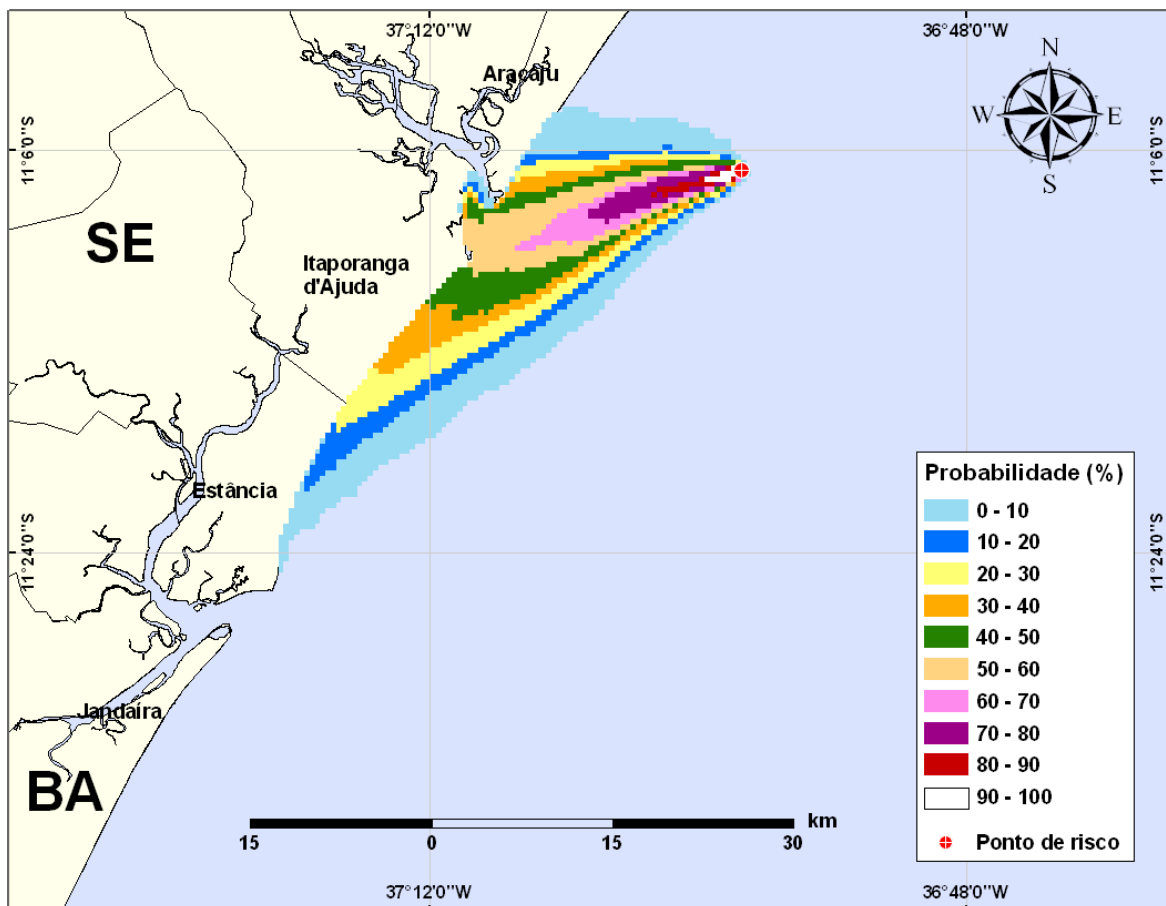 37°12'0"W
36°48'0"W
Aracaju
N
W
E
S
11°6'0"S
11°6'0"S
SE
Itaporanga
d'Ajuda
Estância
11°24'0"S
11°24'0"S
Jandaíra
BA
Probabilidade (%)
0 - 10
10 - 20
20 - 30
30 - 40
40 - 50
50 - 60
60 - 70
70 - 80
80 - 90
90 - 100
Ponto de risco
km
15
0
15
30
37°12'0"W
36°48'0"W